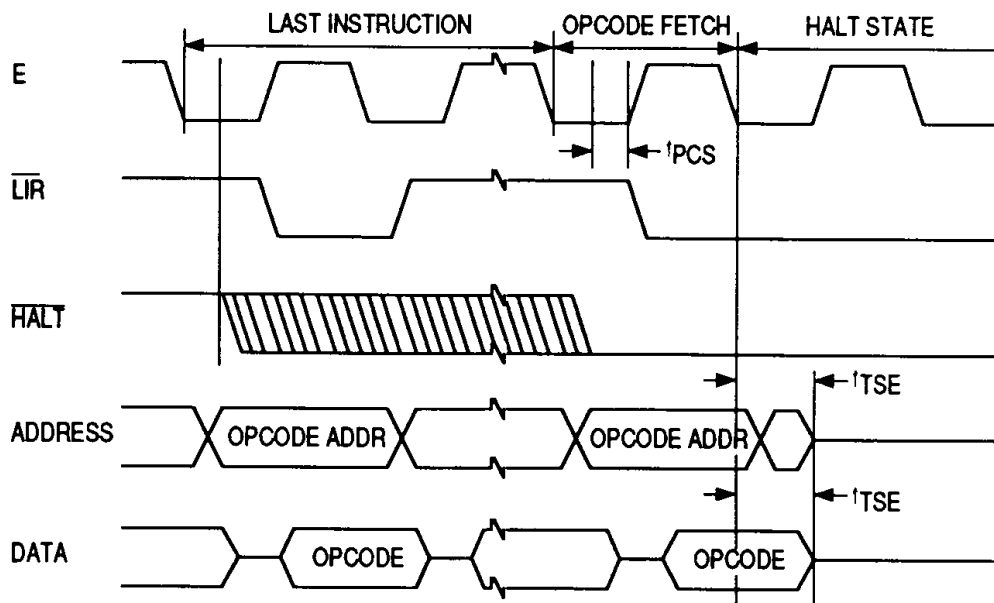 LAST INSTRUCTION OPCODE FETCH HALT STATE
E
tPCS
LIR
HALT
tTSE
ADDRESS OPCODE ADDR OPCODE ADDR
tTSE
DATA OPCODE OPCODE